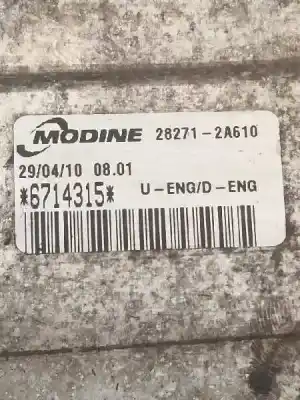 MODINE 28271-2A610
29/04/10 08.01
*6714315* U-ENG/D-ENG